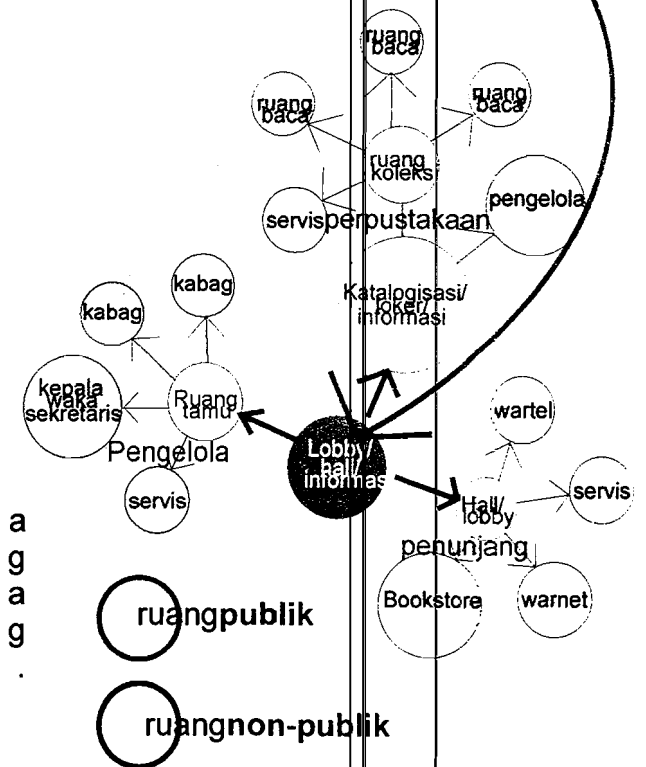 ruang
baca
ruang
baca
ruang
baca
ruang
koleksi
pengelola
servis
perpustakaan
Katalogisasi/
loker/
informasi
kabag
kabag
kepala
waka
sekretaris
Ruang
tamu
Pengelola
servis
Lobby/
hall/
informasi
wartel
Hall/
lobby
servis
penunjang
Bookstore
warnet
a
g
a
g
.
ruangpublik
ruangnon-publik